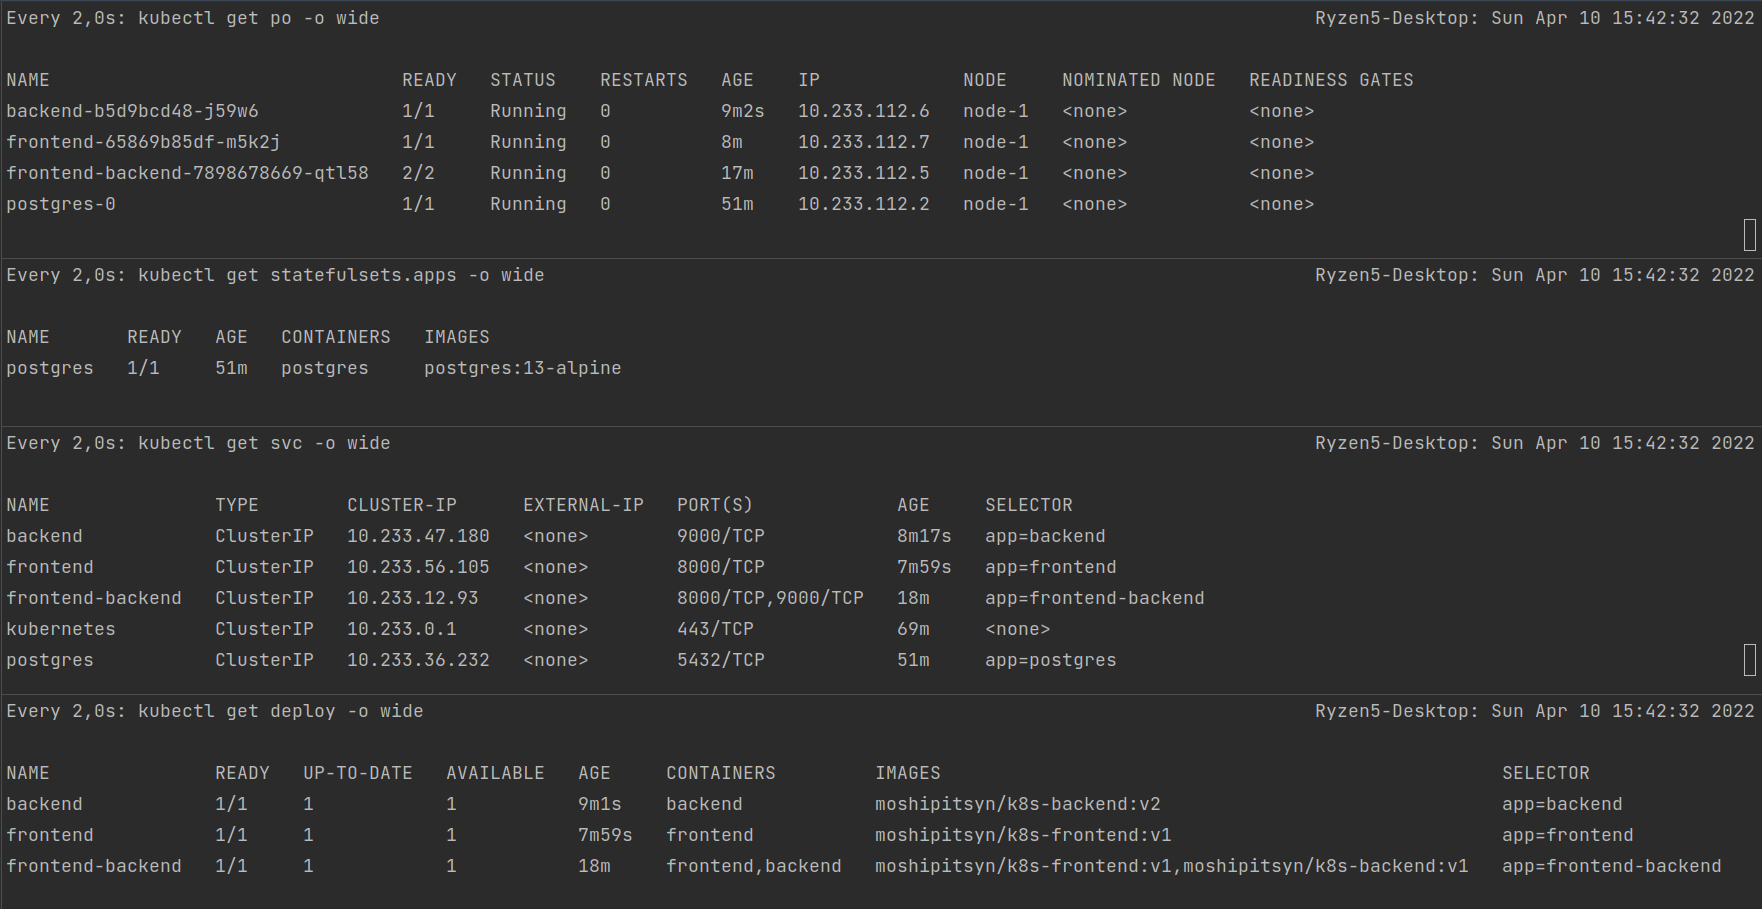 Every 2,0s: kubectl get po -o wide Ryzen5-Desktop: Sun Apr 10 15:42:32 2022
NAME READY STATUS RESTARTS AGE IP NODE NOMINATED NODE READINESS GATES
backend-b5d9bcd48-j59w6 1/1 Running 0 9m2s 10.233.112.6 node-1 <none> <none>
frontend-65869b85df-m5k2j 1/1 Running 0 8m 10.233.112.7 node-1 <none> <none>
frontend-backend-7898678669-qtl58 2/2 Running 0 17m 10.233.112.5 node-1 <none> <none>
postgres-0 1/1 Running 0 51m 10.233.112.2 node-1 <none> <none>
Every 2,0s: kubectl get statefulsets.apps -o wide Ryzen5-Desktop: Sun Apr 10 15:42:32 2022
NAME READY AGE CONTAINERS IMAGES
postgres 1/1 51m postgres postgres:13-alpine
Every 2,0s: kubectl get svc -o wide Ryzen5-Desktop: Sun Apr 10 15:42:32 2022
NAME TYPE CLUSTER-IP EXTERNAL-IP PORT(S) AGE SELECTOR
backend ClusterIP 10.233.47.180 <none> 9000/TCP 8m17s app=backend
frontend ClusterIP 10.233.56.105 <none> 8000/TCP 7m59s app=frontend
frontend-backend ClusterIP 10.233.12.93 <none> 8000/TCP,9000/TCP 18m app=frontend-backend
kubernetes ClusterIP 10.233.0.1 <none> 443/TCP 69m <none>
postgres ClusterIP 10.233.36.232 <none> 5432/TCP 51m app=postgres
Every 2,0s: kubectl get deploy -o wide Ryzen5-Desktop: Sun Apr 10 15:42:32 2022
NAME READY UP-TO-DATE AVAILABLE AGE CONTAINERS IMAGES SELECTOR
backend 1/1 1 1 9m1s backend moshipitsyn/k8s-backend:v2 app=backend
frontend 1/1 1 1 7m59s frontend moshipitsyn/k8s-frontend:v1 app=frontend
frontend-backend 1/1 1 1 18m frontend,backend moshipitsyn/k8s-frontend:v1,moshipitsyn/k8s-backend:v1 app=frontend-backend